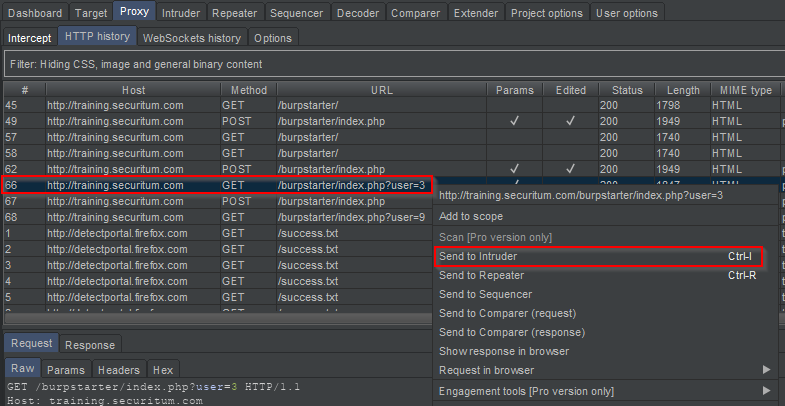 Dashboard Target Proxy Intruder Repeater Sequencer Decoder Comparer Extender Project options User options
Intercept HTTP history WebSockets history Options
Filter: Hiding CSS, image and general binary content
# Host Method URL Params Edited Status Length MIME type
45 http://training.securitum.com GET /burpstarter/ 200 1798 HTML
49 http://training.securitum.com POST /burpstarter/index.php ✓ ✓ 200 1949 HTML
57 http://training.securitum.com GET /burpstarter/ 200 1740 HTML
58 http://training.securitum.com GET /burpstarter/ 200 1740 HTML
62 http://training.securitum.com POST /burpstarter/index.php ✓ ✓ 200 1949 HTML
66 http://training.securitum.com GET /burpstarter/index.php?user=3
67 http://training.securitum.com POST /burpstarter/index.php
68 http://training.securitum.com GET /burpstarter/index.php?user=9
1 http://detectportal.firefox.com GET /success.txt
2 http://detectportal.firefox.com GET /success.txt
3 http://detectportal.firefox.com GET /success.txt
4 http://detectportal.firefox.com GET /success.txt
5 http://detectportal.firefox.com GET /success.txt
http://training.securitum.com/burpstarter/index.php?user=3
Add to scope
Scan [Pro version only]
Send to Intruder Ctrl-I
Send to Repeater Ctrl-R
Send to Sequencer
Send to Comparer (request)
Send to Comparer (response)
Show response in browser
Request in browser
Engagement tools [Pro version only]
Request Response
Raw Params Headers Hex
GET /burpstarter/index.php?user=3 HTTP/1.1
Host: training.securitum.com